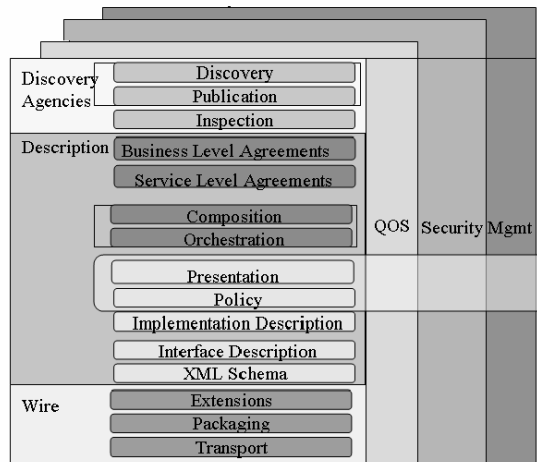 Discovery Agencies
Discovery
Publication
Inspection
Description
Business Level Agreements
Service Level Agreements
Composition
Orchestration
Presentation
Policy
Implementation Description
Interface Description
XML Schema
Wire
Extensions
Packaging
Transport
QOS
Security
Mgmt